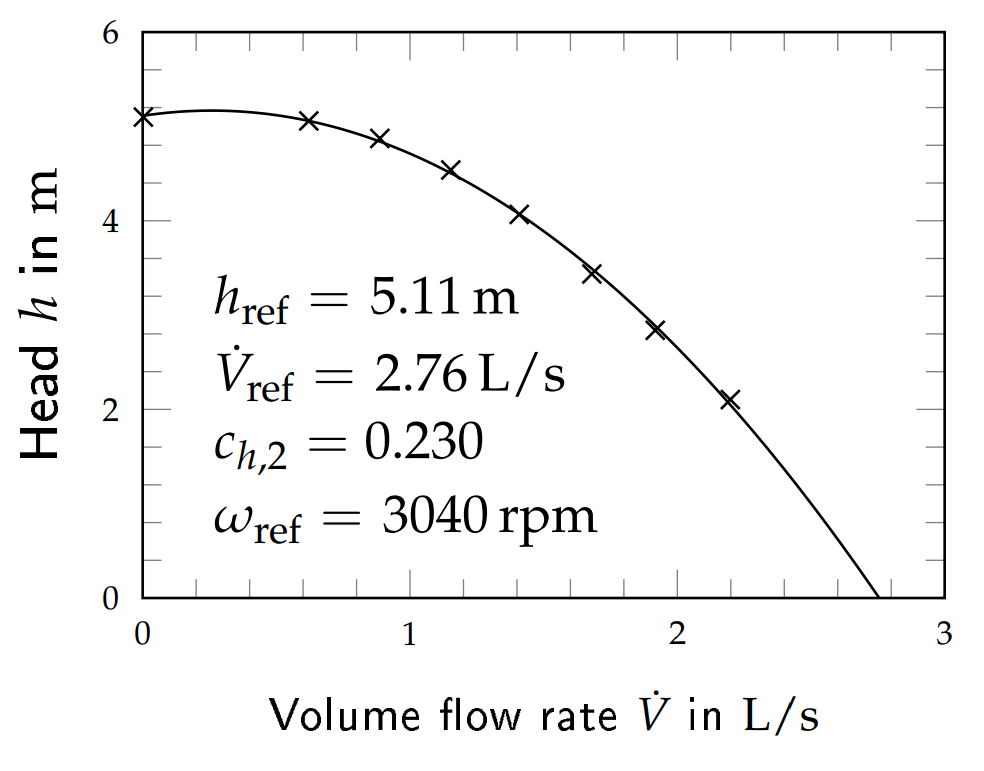 6
4
2
0
0
1
2
3
Head h in m
h_ref = 5.11 m
V̇_ref = 2.76 L/s
c_h,2 = 0.230
ω_ref = 3040 rpm
Volume flow rate V̇ in L/s